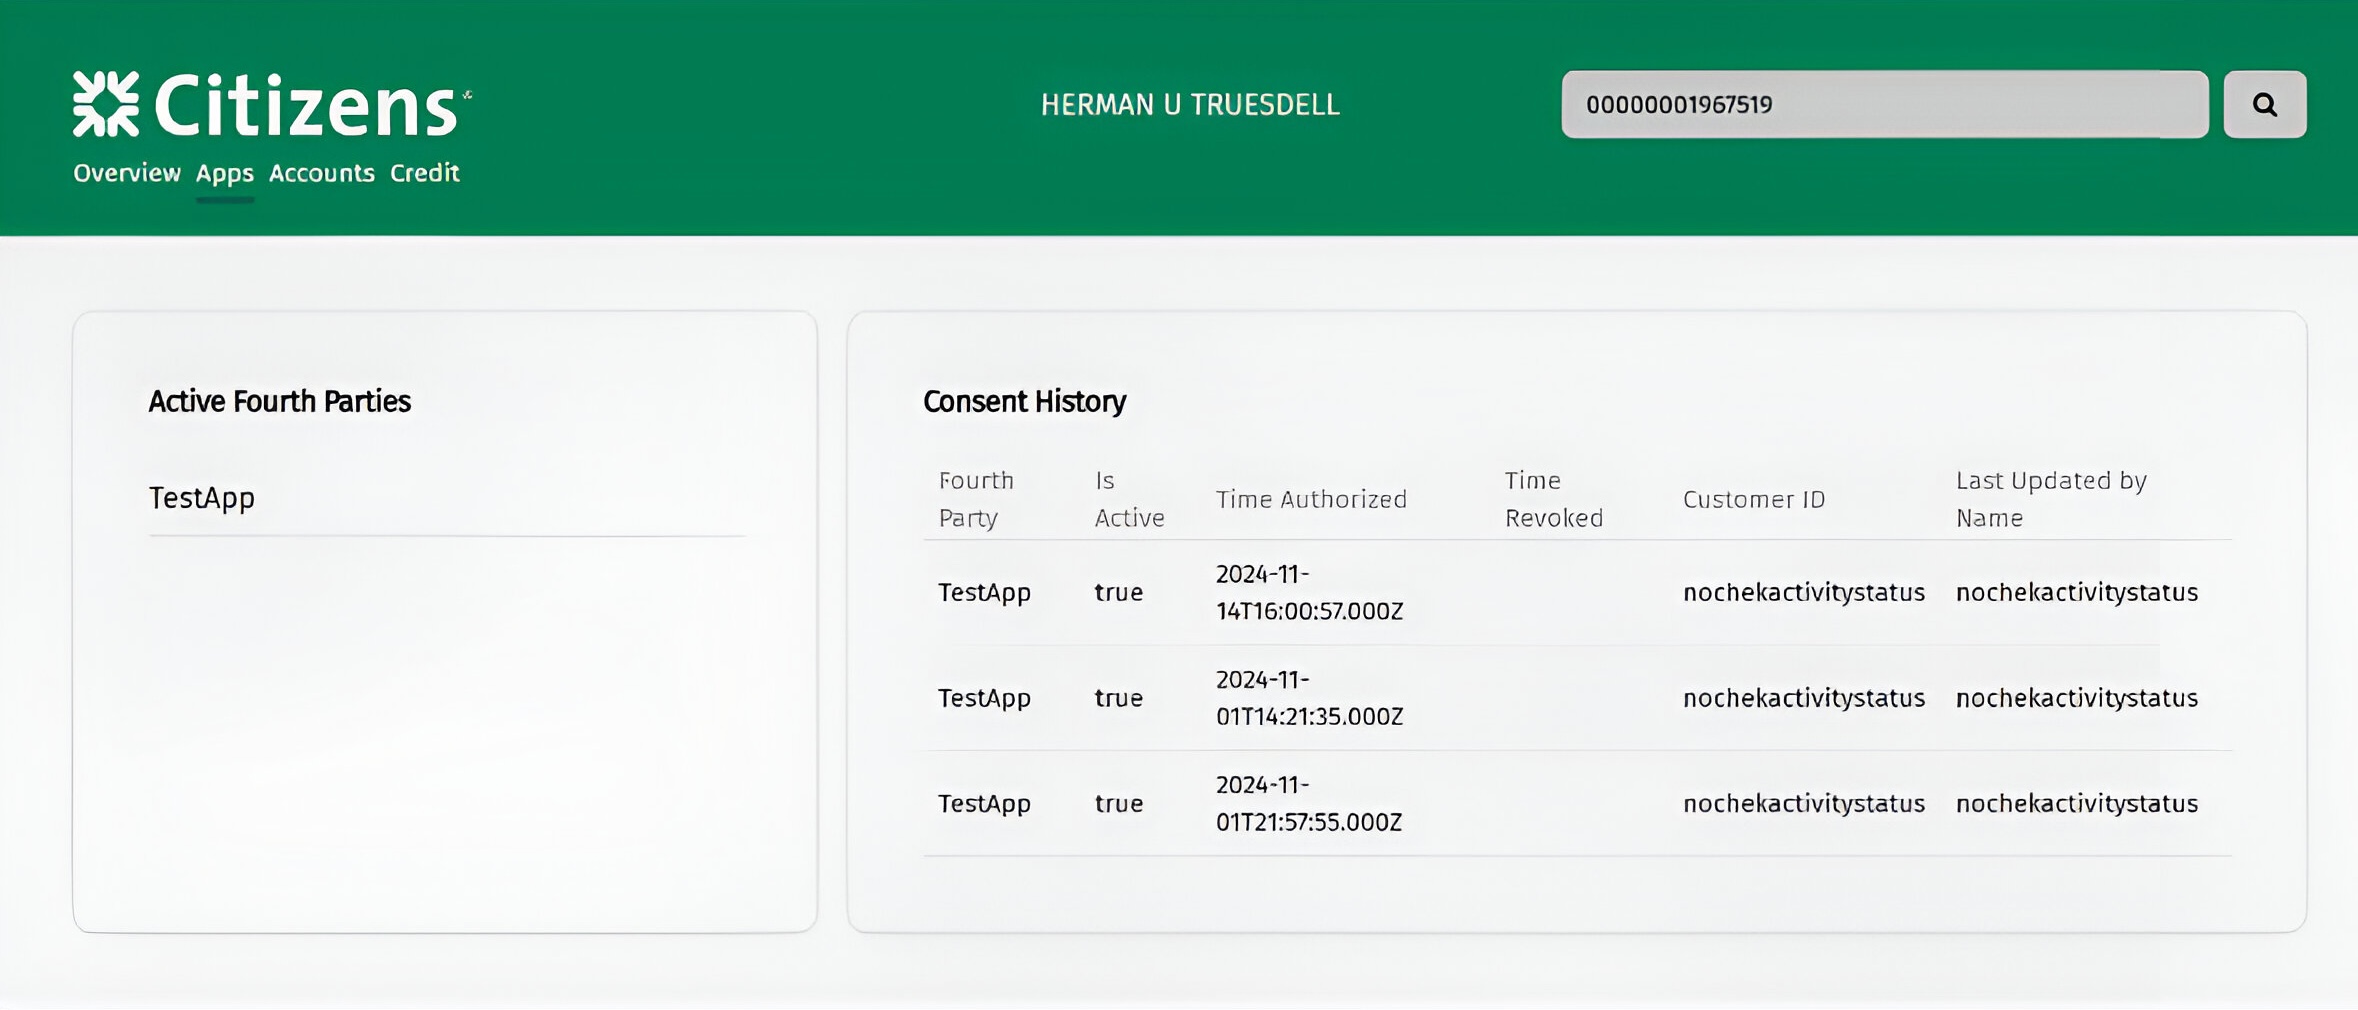 Citizens
HERMAN U TRUESDELL
00000001967519
Overview Apps Accounts Credit
Active Fourth Parties
TestApp
Consent History
Fourth Party Is Active Time Authorized Time Revoked Customer ID Last Updated by Name
TestApp true 2024-11-14T16:00:57.000Z nochekactivitystatus nochekactivitystatus
TestApp true 2024-11-01T14:21:35.000Z nochekactivitystatus nochekactivitystatus
TestApp true 2024-11-01T21:57:55.000Z nochekactivitystatus nochekactivitystatus